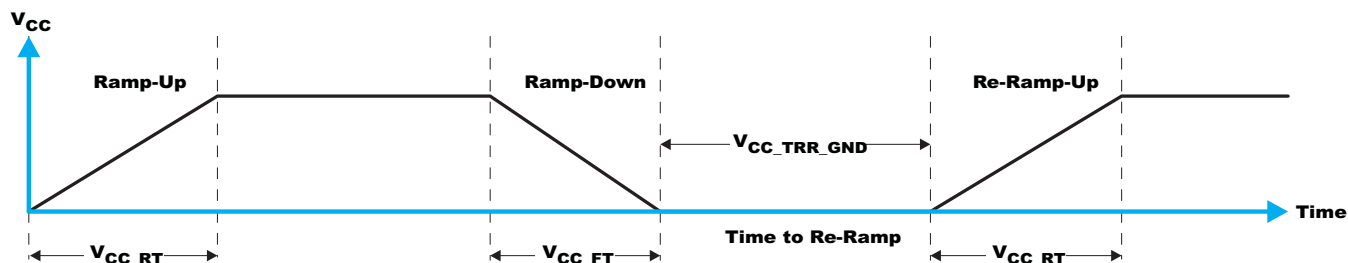 VCC
Ramp-Up
Ramp-Down
Re-Ramp-Up
VCC_TRR_GND
Time
Time to Re-Ramp
VCC_RT
VCC_FT
VCC_RT